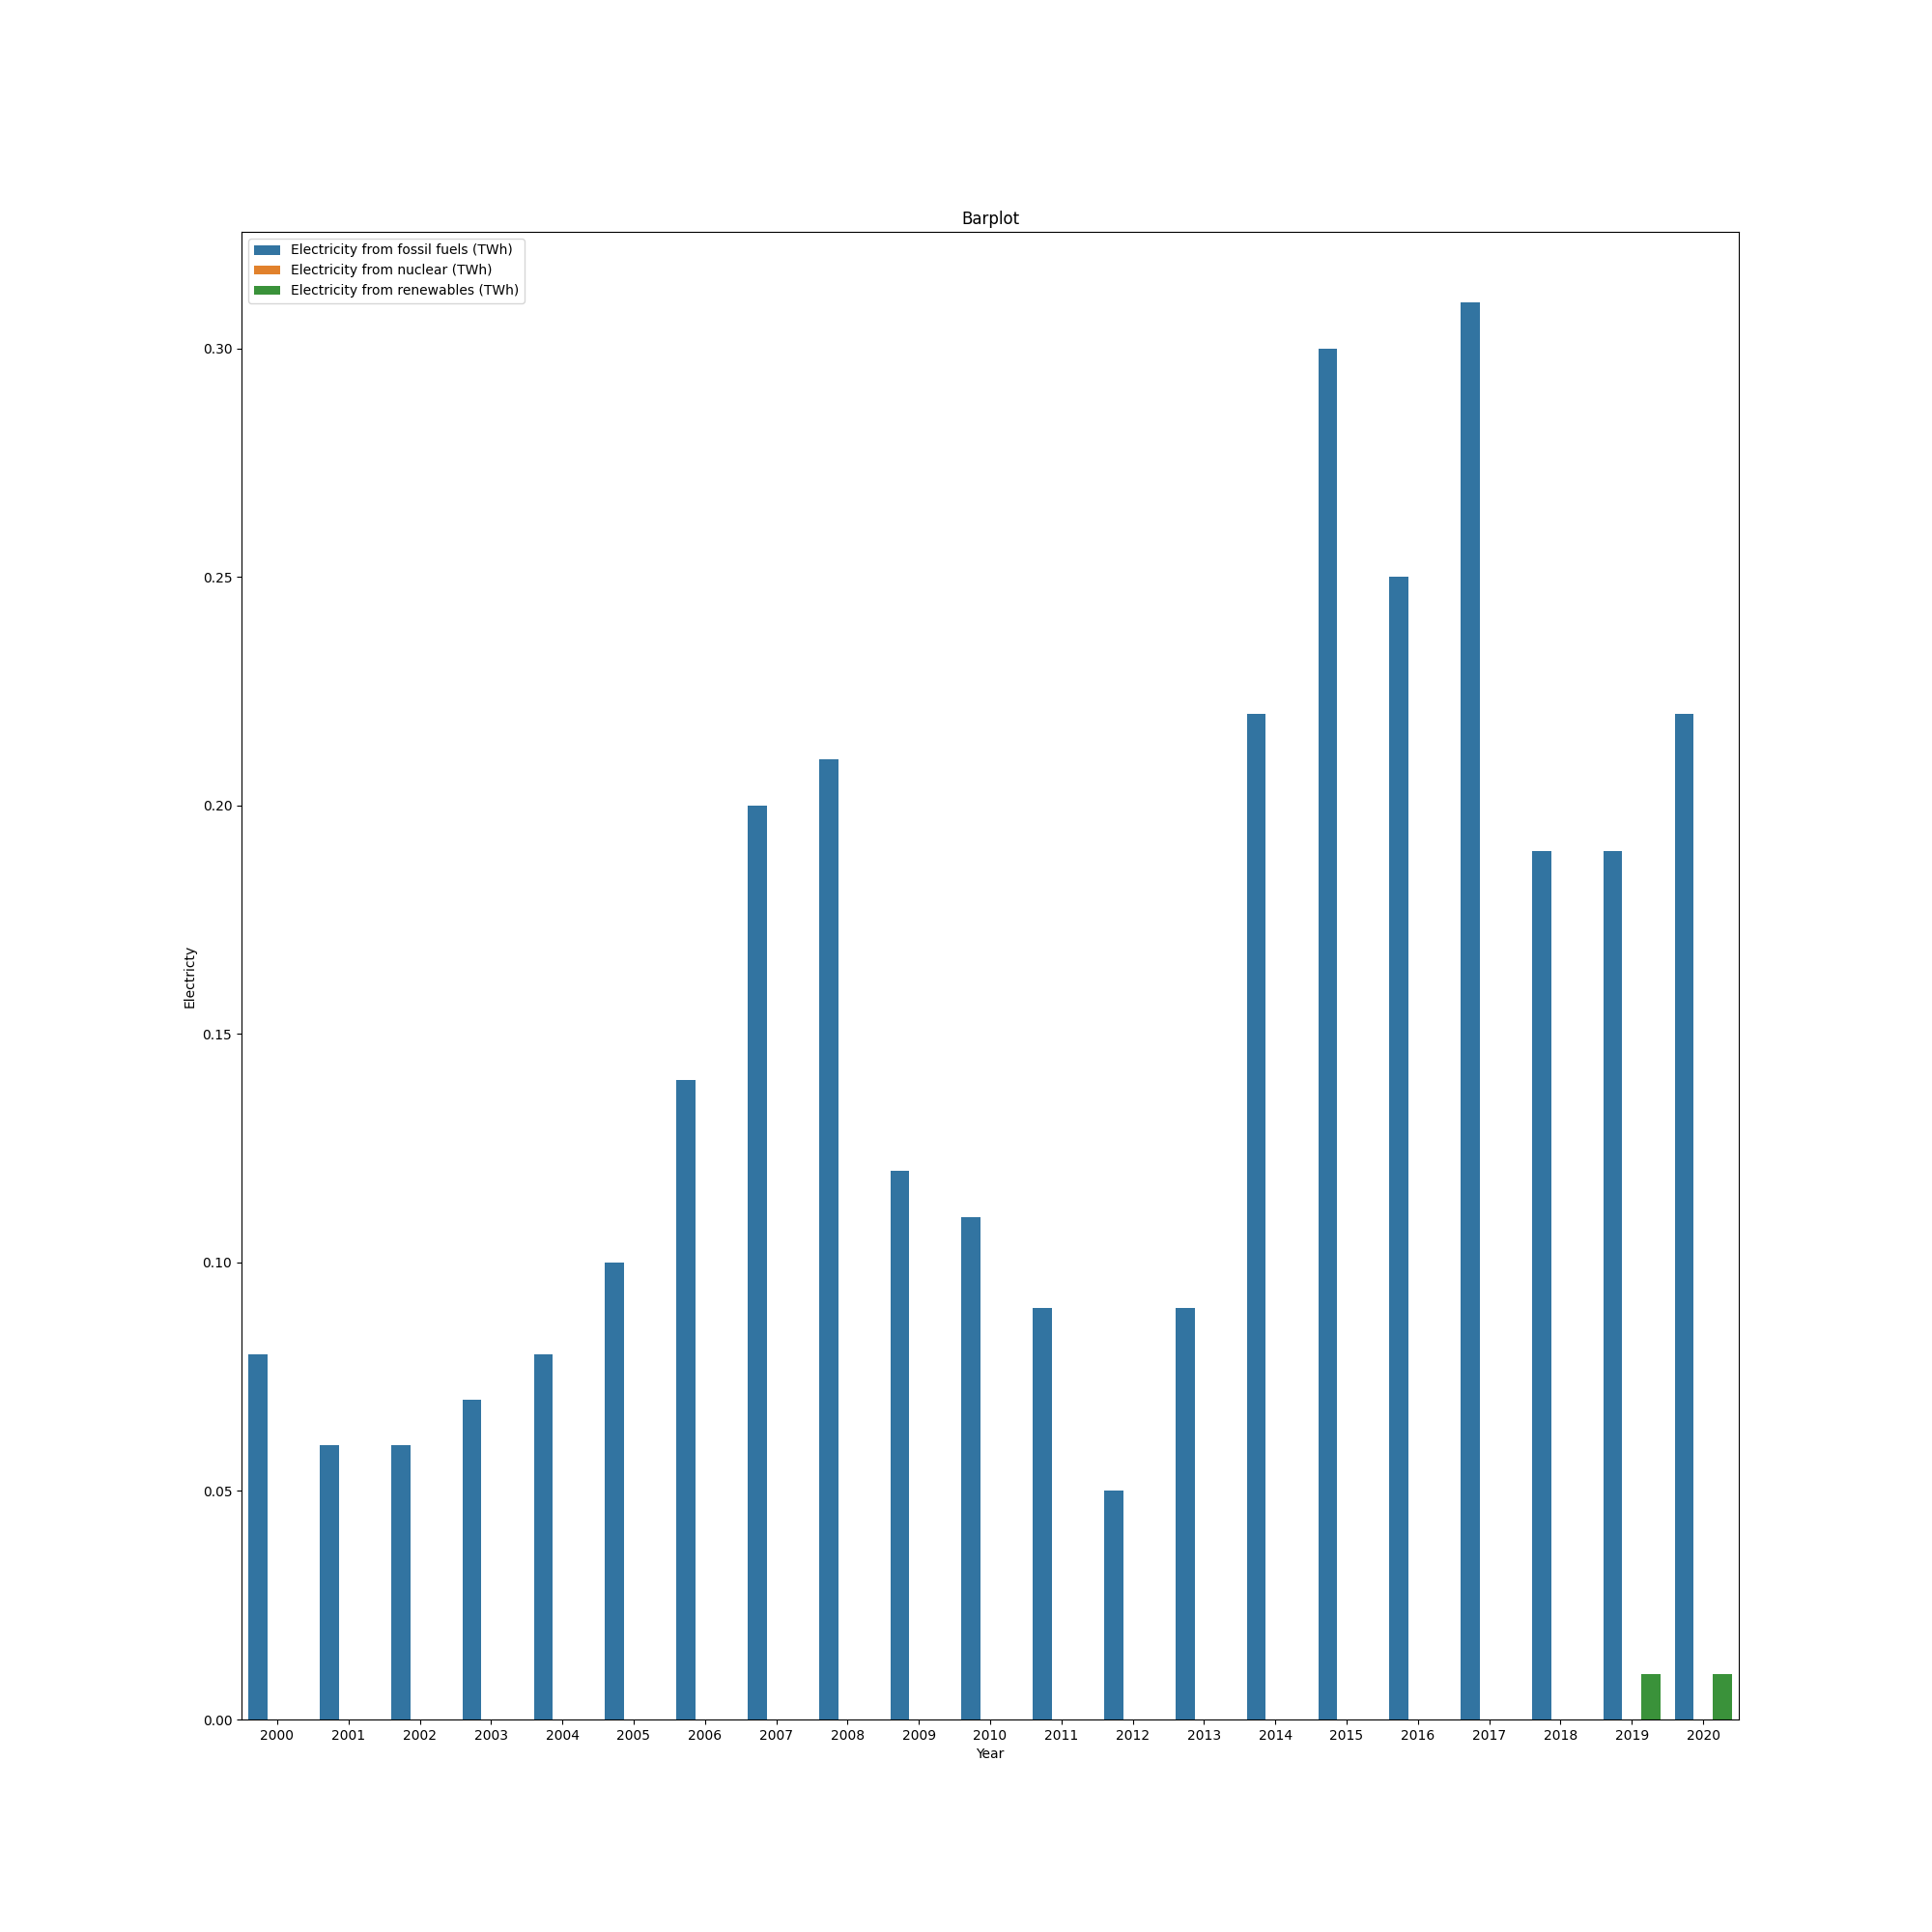 Barplot
Electricity from fossil fuels (TWh)
Electricity from nuclear (TWh)
Electricity from renewables (TWh)
0.30
0.25
0.20
0.15
0.10
0.05
0.00
Electricty
2000 2001 2002 2003 2004 2005 2006 2007 2008 2009 2010 2011 2012 2013 2014 2015 2016 2017 2018 2019 2020
Year